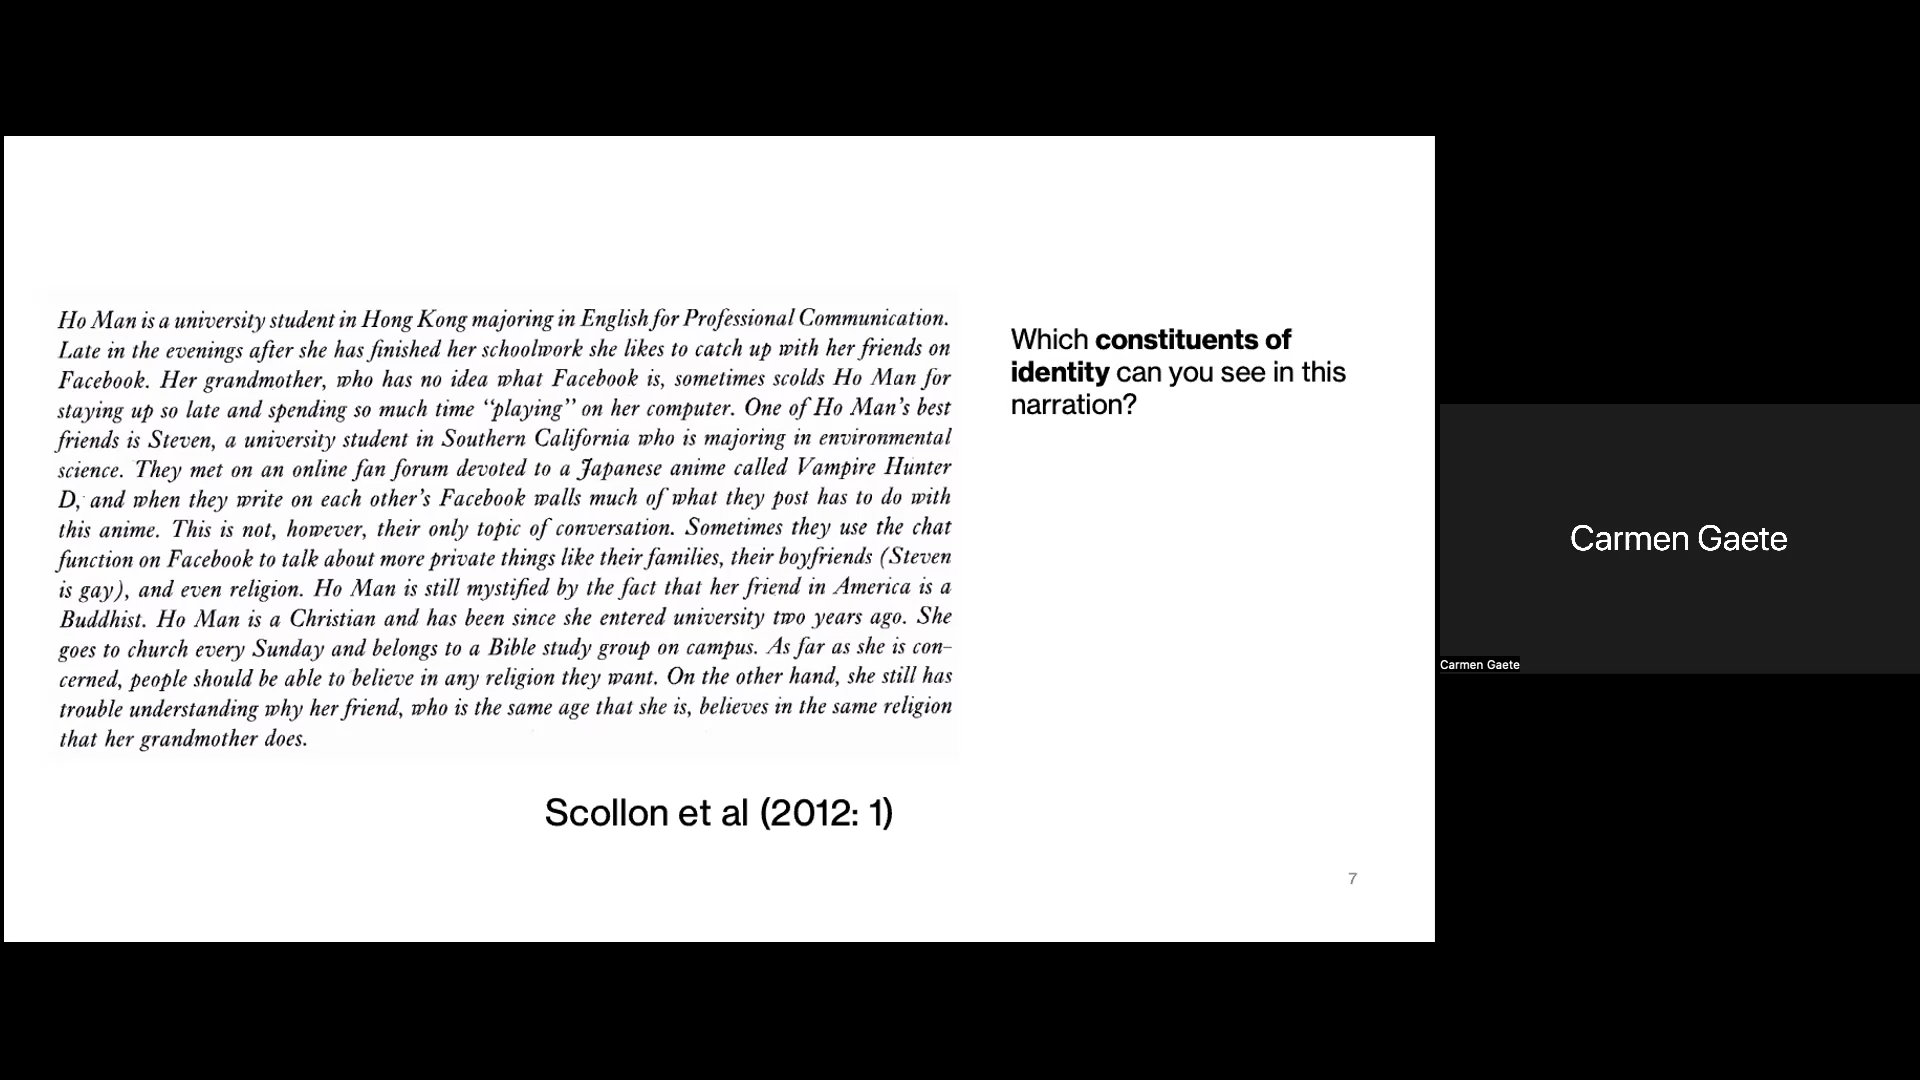 Ho Man is a university student in Hong Kong majoring in English for Professional Communication.
Late in the evenings after she has finished her schoolwork she likes to catch up with her friends on
Facebook. Her grandmother, who has no idea what Facebook is, sometimes scolds Ho Man for
staying up so late and spending so much time “playing” on her computer. One of Ho Man’s best
friends is Steven, a university student in Southern California who is majoring in environmental
science. They met on an online fan forum devoted to a Japanese anime called Vampire Hunter
D, and when they write on each other’s Facebook walls much of what they post has to do with
this anime. This is not, however, their only topic of conversation. Sometimes they use the chat
function on Facebook to talk about more private things like their families, their boyfriends (Steven
is gay), and even religion. Ho Man is still mystified by the fact that her friend in America is a
Buddhist. Ho Man is a Christian and has been since she entered university two years ago. She
goes to church every Sunday and belongs to a Bible study group on campus. As far as she is con-
cerned, people should be able to believe in any religion they want. On the other hand, she still has
trouble understanding why her friend, who is the same age that she is, believes in the same religion
that her grandmother does.
Scollon et al (2012: 1)
Which constituents of
identity can you see in this
narration?
7
Carmen Gaete
Carmen Gaete